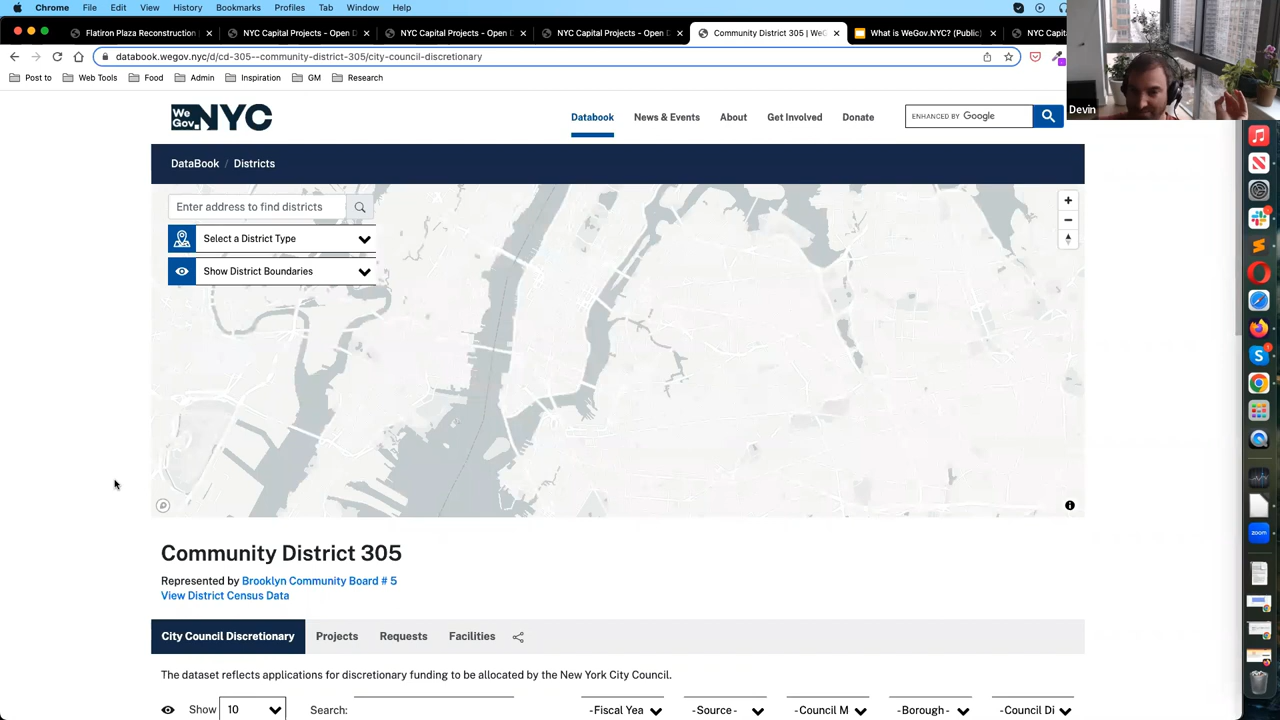 Chrome File Edit View History Bookmarks Profiles Tab Window Help
Flatiron Plaza Reconstruction
NYC Capital Projects - Open D
NYC Capital Projects - Open D
NYC Capital Projects - Open D
Community District 305 | WeG
What is WeGov.NYC? (Public)
NYC Capit
databook.wegov.nyc/d/cd-305--community-district-305/city-council-discretionary
Post to Web Tools Food Admin Inspiration GM Research
Devin
We Gov. NYC
Databook News & Events About Get Involved Donate
ENHANCED BY Google
DataBook / Districts
Enter address to find districts
Select a District Type
Show District Boundaries
Community District 305
Represented by Brooklyn Community Board # 5
View District Census Data
City Council Discretionary Projects Requests Facilities
The dataset reflects applications for discretionary funding to be allocated by the New York City Council.
Show 10 Search: -Fiscal Yea -Source- -Council M -Borough- -Council Di
zoom